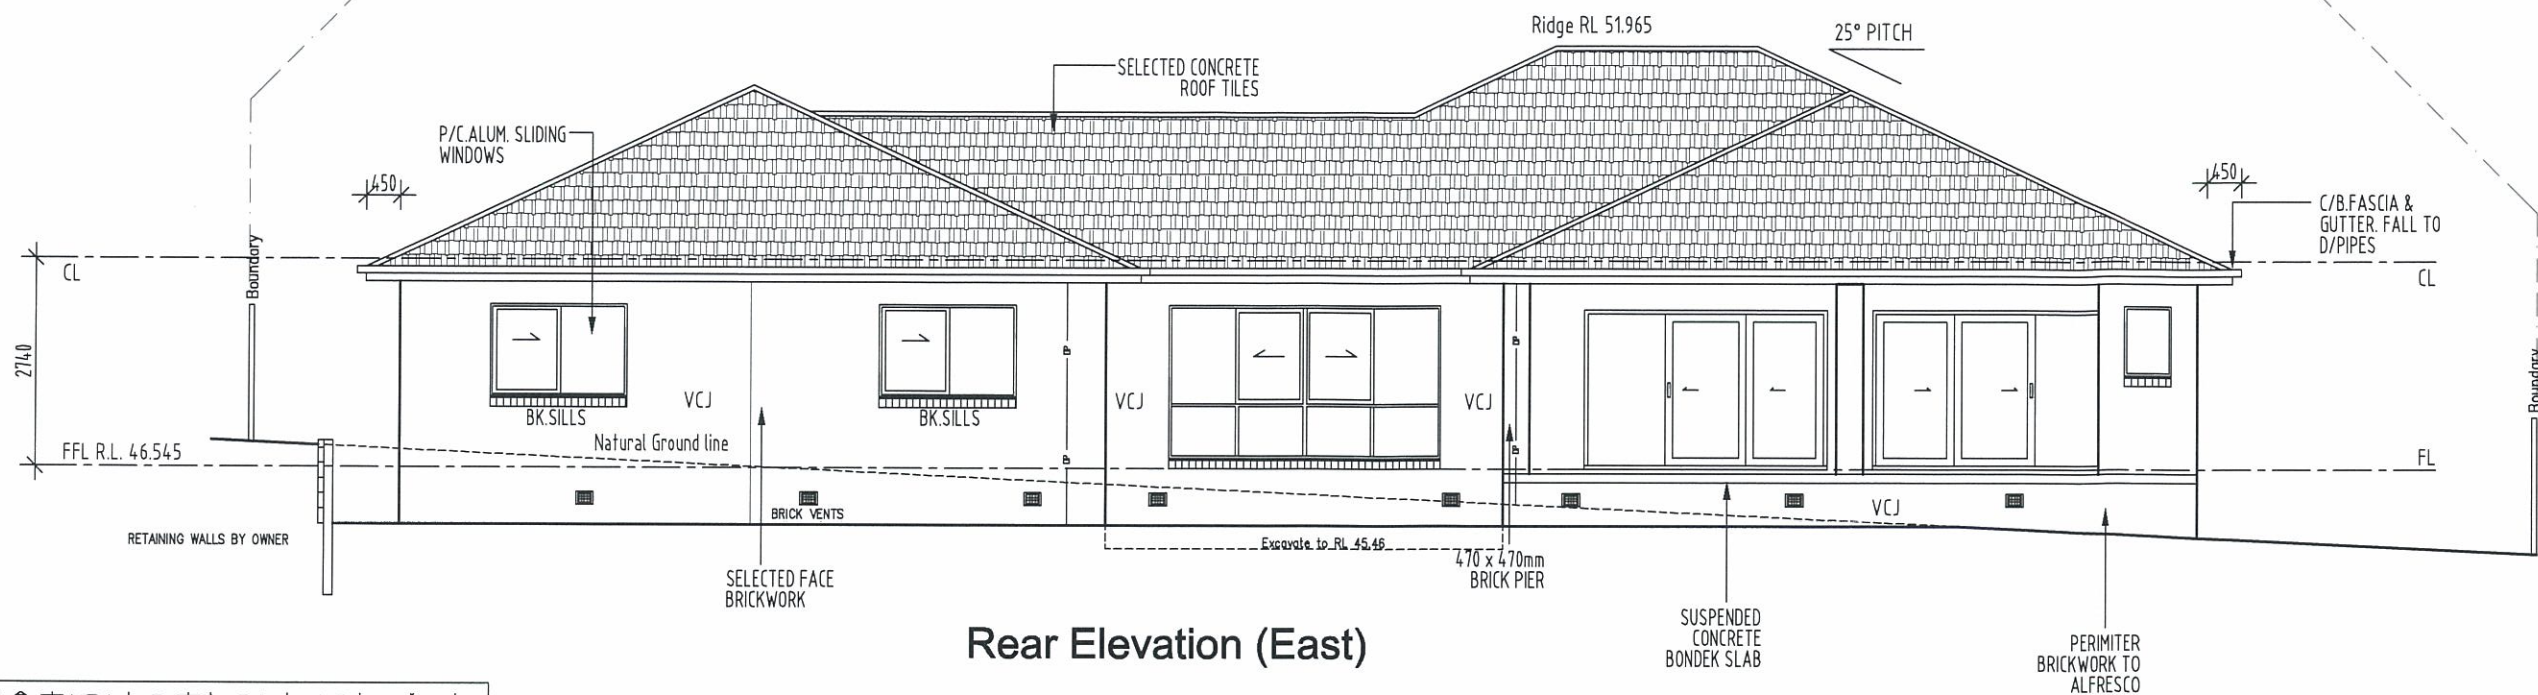 Ridge RL 51.965
25° PITCH
SELECTED CONCRETE
ROOF TILES
P/C.ALUM. SLIDING
WINDOWS
450
450
C/B.FASCIA &
GUTTER. FALL TO
D/PIPES
Boundary
CL
CL
2740
Boundary
BK.SILLS
VCJ
BK.SILLS
VCJ
VCJ
Natural Ground line
FFL R.L. 46.545
FL
BRICK VENTS
VCJ
RETAINING WALLS BY OWNER
Excavate to RL 45.46
470 x 470mm
BRICK PIER
SELECTED FACE
BRICKWORK
SUSPENDED
CONCRETE
BONDEK SLAB
PERIMITER
BRICKWORK TO
ALFRESCO
Rear Elevation (East)